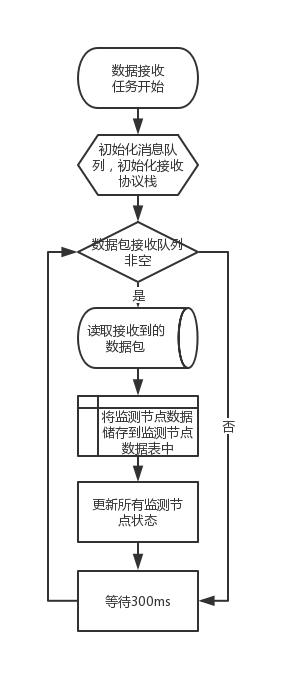 数据接收
任务开始
初始化消息队
列，初始化接收
协议栈
数据包接收队列
非空
是
读取接收到的
数据包
将监测节点数据
储存到监测节点
数据表中
否
更新所有监测节
点状态
等待300ms